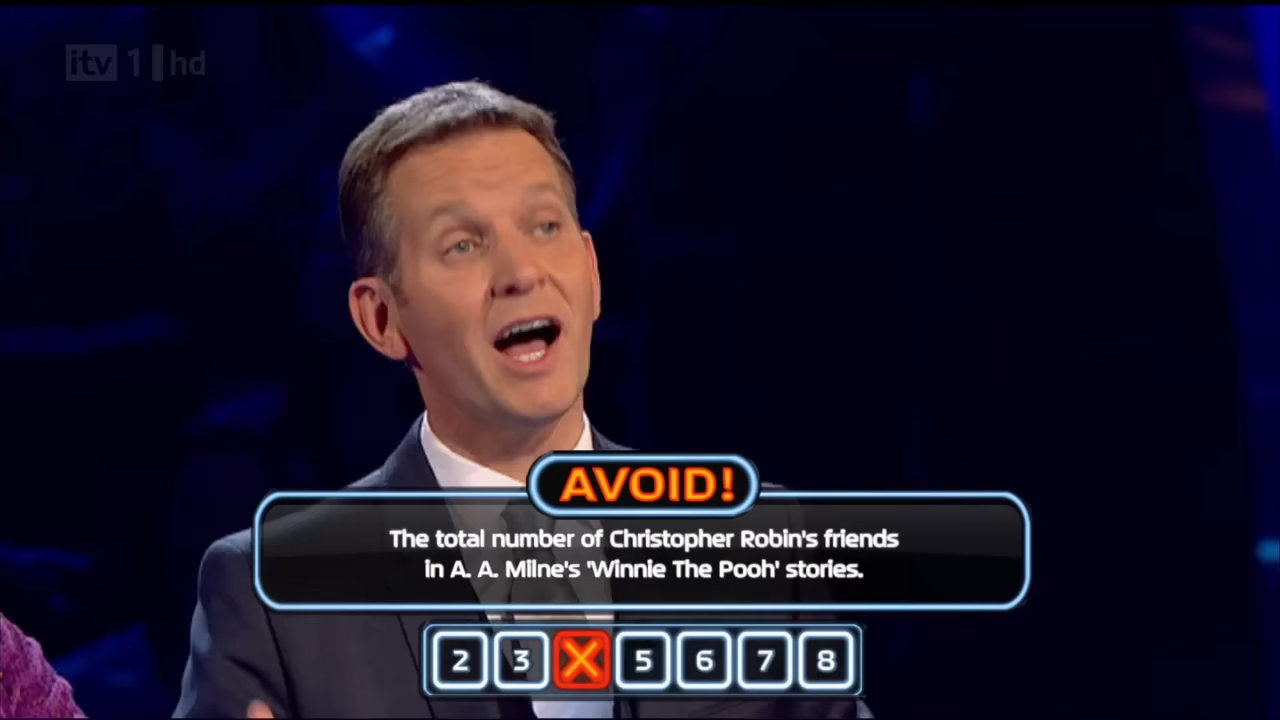 itv 1 hd
AVOID!
The total number of Christopher Robin's friends
in A. A. Milne's 'Winnie The Pooh' stories.
2 3 X 5 6 7 8